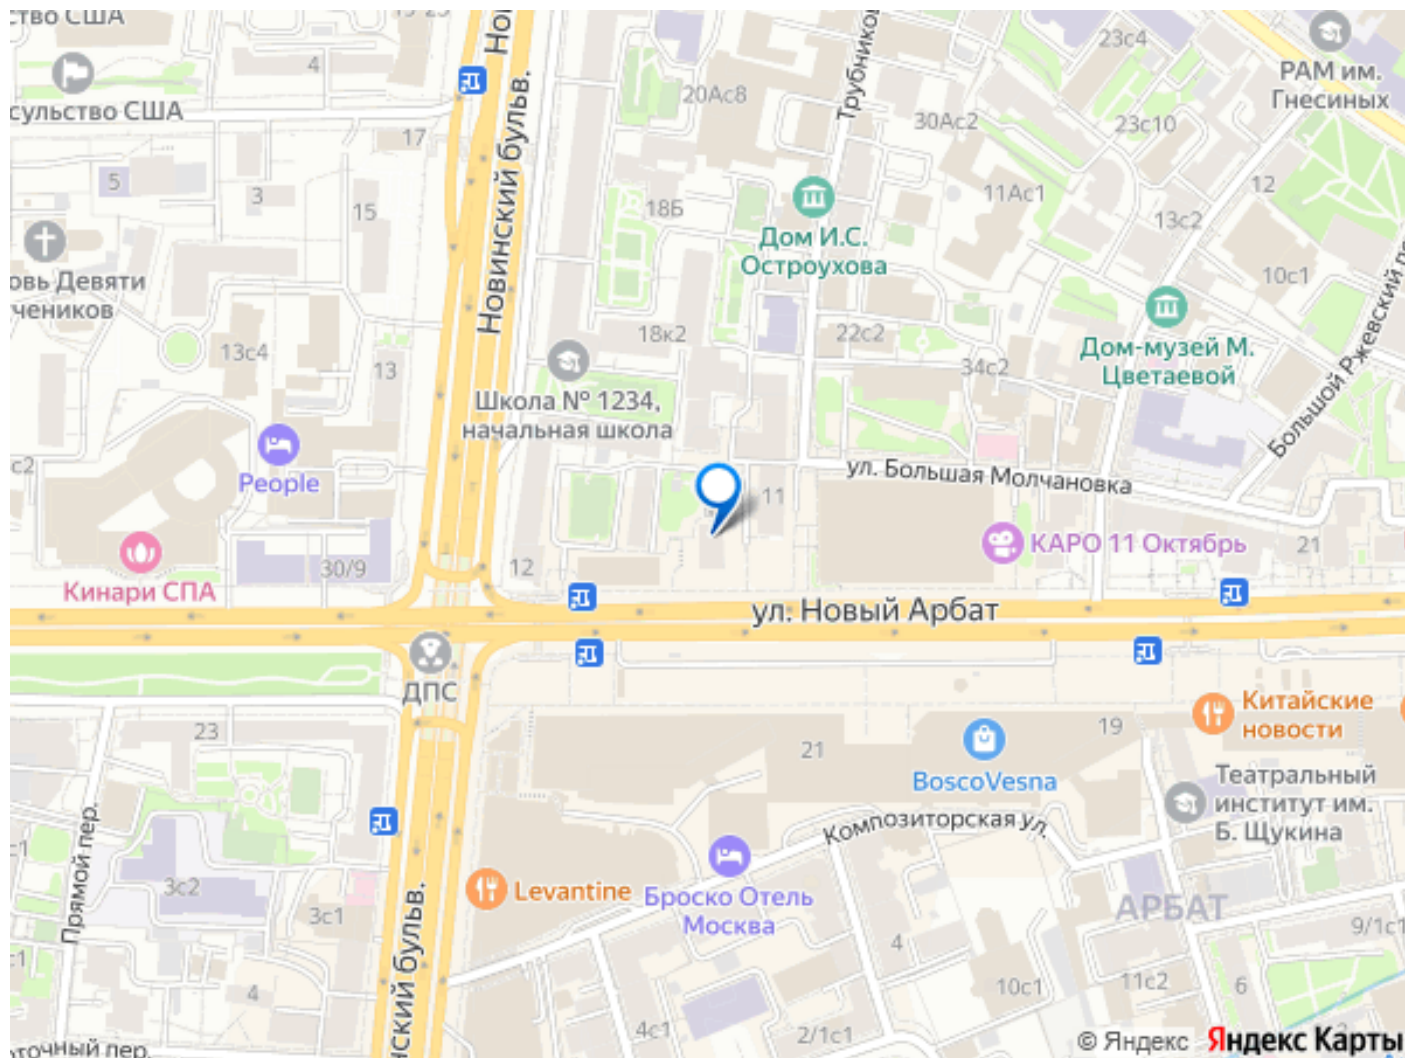 ство США
19-25
4
сульство США
17
5
3
15
овь Девяти
чеников
13с4
13
с2
People
Кинари СПА
30/9
Новинский бульв.
20Ас8
18Б
18к2
Школа № 1234,
начальная школа
12
Дом И.С.
Остроухова
22с2
11
30Ас2
11Ас1
34с2
23с4
23с10
РАМ им.
Гнесиных
12
13с2
10с1
Дом-музей М.
Цветаевой
Большой Ржевский пе
ул. Большая Молчановка
КАРО 11 Октябрь
21
ул. Новый Арбат
ДПС
23
21
19
Китайские
новости
BoscoVesna
Театральный
институт им.
Б. Щукина
Композиторская ул.
Прямой пер.
3с2
3с1
Levantine
Броско Отель
Москва
АРБАТ
9/1с1
4
10с1
11с2
6
4
4с1
2/1с1
нский бульв.
точный пер.
© Яндекс Яндекс Карты